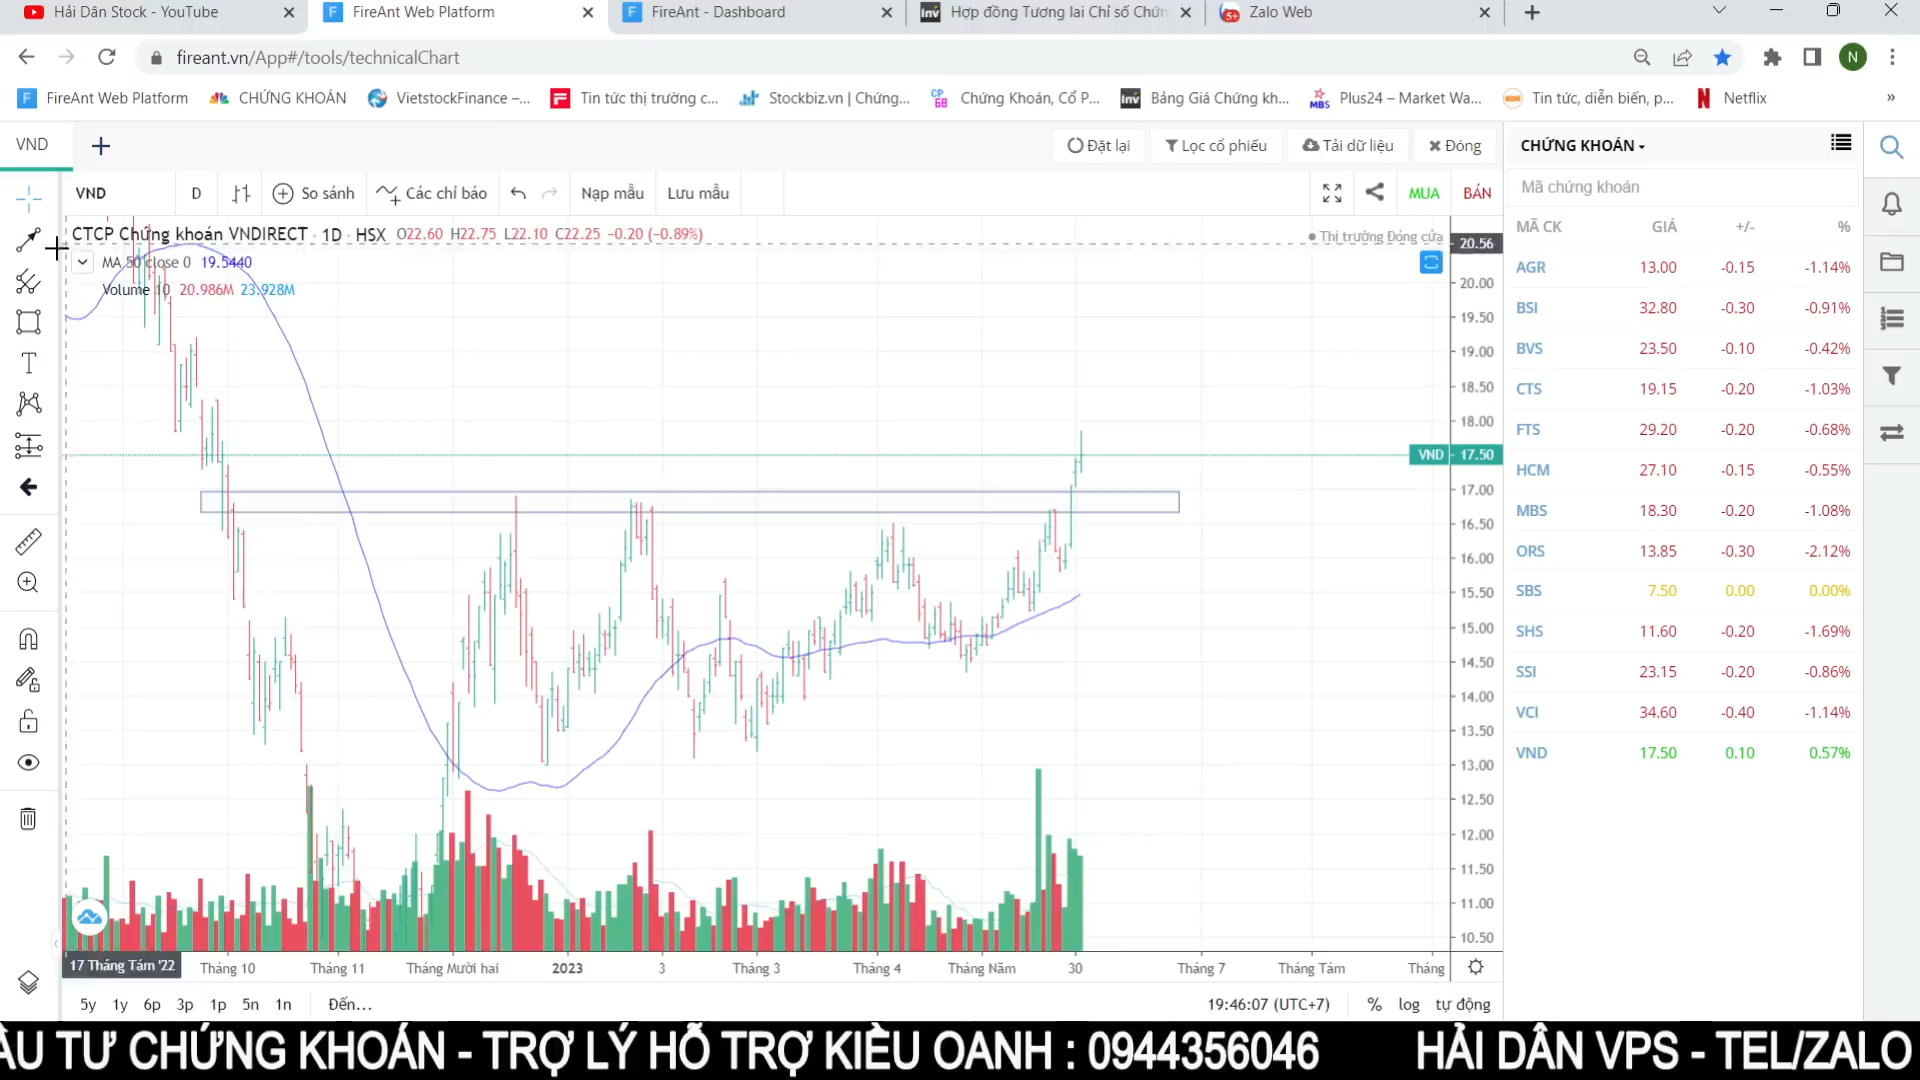 Hải Dân Stock - YouTube
FireAnt Web Platform
FireAnt - Dashboard
Hợp đồng Tương lai Chỉ số Chứn
Zalo Web
fireant.vn/App#/tools/technicalChart
N
FireAnt Web Platform
CHỨNG KHOÁN
VietstockFinance –...
Tin tức thị trường c...
Stockbiz.vn | Chứng...
Chứng Khoán, Cổ P...
Bảng Giá Chứng kh...
Plus24 – Market Wa...
Tin tức, diễn biến, p...
Netflix
»
VND
Đặt lại
Lọc cổ phiếu
Tải dữ liệu
Đóng
CHỨNG KHOÁN
VND
D
So sánh
Các chỉ báo
Nạp mẫu
Lưu mẫu
MUA
BÁN
Mã chứng khoán
CTCP Chứng khoán VNDIRECT · 1D · HSX O22.60 H22.75 L22.10 C22.25 −0.20 (−0.89%)
Thị trường Đóng cửa
MA 50 close 0 19.5440
Volume 10 20.986M 23.928M
20.56
20.00
19.50
19.00
18.50
18.00
VND 17.50
17.00
16.50
16.00
15.50
15.00
14.50
14.00
13.50
13.00
12.50
12.00
11.50
11.00
10.50
MÃ CK GIÁ +/- %
AGR 13.00 -0.15 -1.14%
BSI 32.80 -0.30 -0.91%
BVS 23.50 -0.10 -0.42%
CTS 19.15 -0.20 -1.03%
FTS 29.20 -0.20 -0.68%
HCM 27.10 -0.15 -0.55%
MBS 18.30 -0.20 -1.08%
ORS 13.85 -0.30 -2.12%
SBS 7.50 0.00 0.00%
SHS 11.60 -0.20 -1.69%
SSI 23.15 -0.20 -0.86%
VCI 34.60 -0.40 -1.14%
VND 17.50 0.10 0.57%
17 Tháng Tám '22
Tháng 10
Tháng 11
Tháng Mười hai
2023
3
Tháng 3
Tháng 4
Tháng Năm
30
Tháng 7
Tháng Tám
Tháng
5y 1y 6p 3p 1p 5n 1n Đến...
19:46:07 (UTC+7) % log tự động
ẦU TƯ CHỨNG KHOÁN - TRỢ LÝ HỖ TRỢ KIỀU OANH : 0944356046 HẢI DÂN VPS - TEL/ZALO